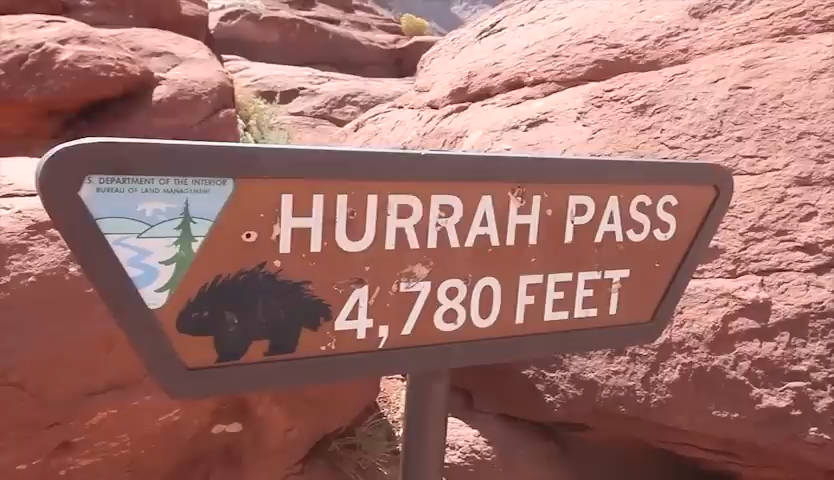 S. DEPARTMENT OF THE INTERIOR
BUREAU OF LAND MANAGEMENT
HURRAH PASS
4,780 FEET